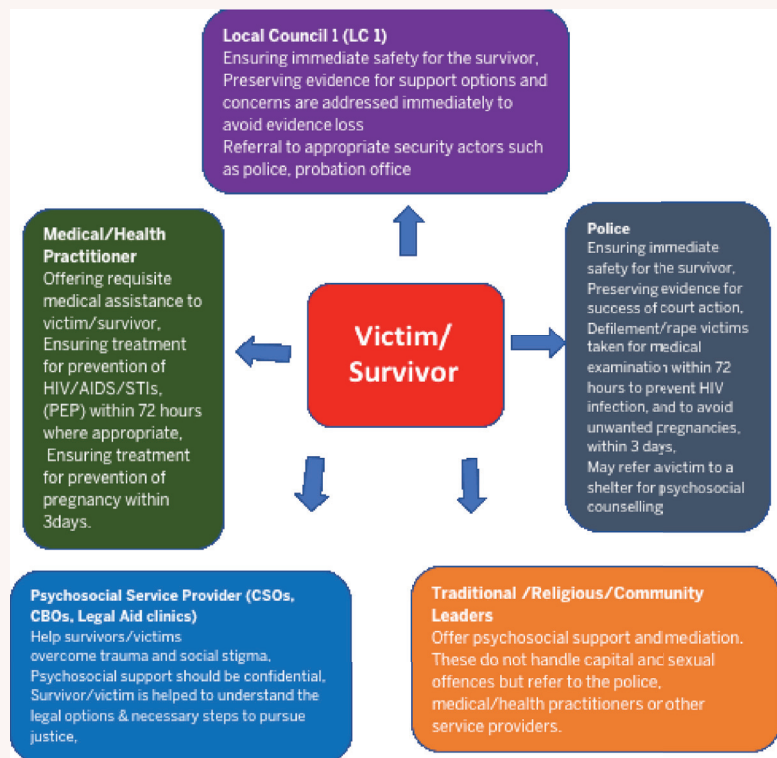 Local Council 1 (LC 1)
Ensuring immediate safety for the survivor,
Preserving evidence for support options and
concerns are addressed immediately to
avoid evidence loss
Referral to appropriate security actors such
as police, probation office
Medical/Health
Practitioner
Offering requisite
medical assistance to
victim/survivor,
Ensuring treatment
for prevention of
HIV/AIDS/STIs,
(PEP) within 72 hours
where appropriate,
Ensuring treatment
for prevention of
pregnancy within
3days.
Victim/
Survivor
Police
Ensuring immediate
safety for the survivor,
Preserving evidence for
success of court action,
Defilement/rape victims
taken for medical
examination within 72
hours to prevent HIV
infection, and to avoid
unwanted pregnancies,
within 3 days,
May refer a victim to a
shelter for psychosocial
counselling
Psychosocial Service Provider (CSOs,
CBOs, Legal Aid clinics)
Help survivors/victims
overcome trauma and social stigma,
Psychosocial support should be confidential,
Survivor/victim is helped to understand the
legal options & necessary steps to pursue
justice,
Traditional /Religious/Community
Leaders
Offer psychosocial support and mediation.
These do not handle capital and sexual
offences but refer to the police,
medical/health practitioners or other
service providers.